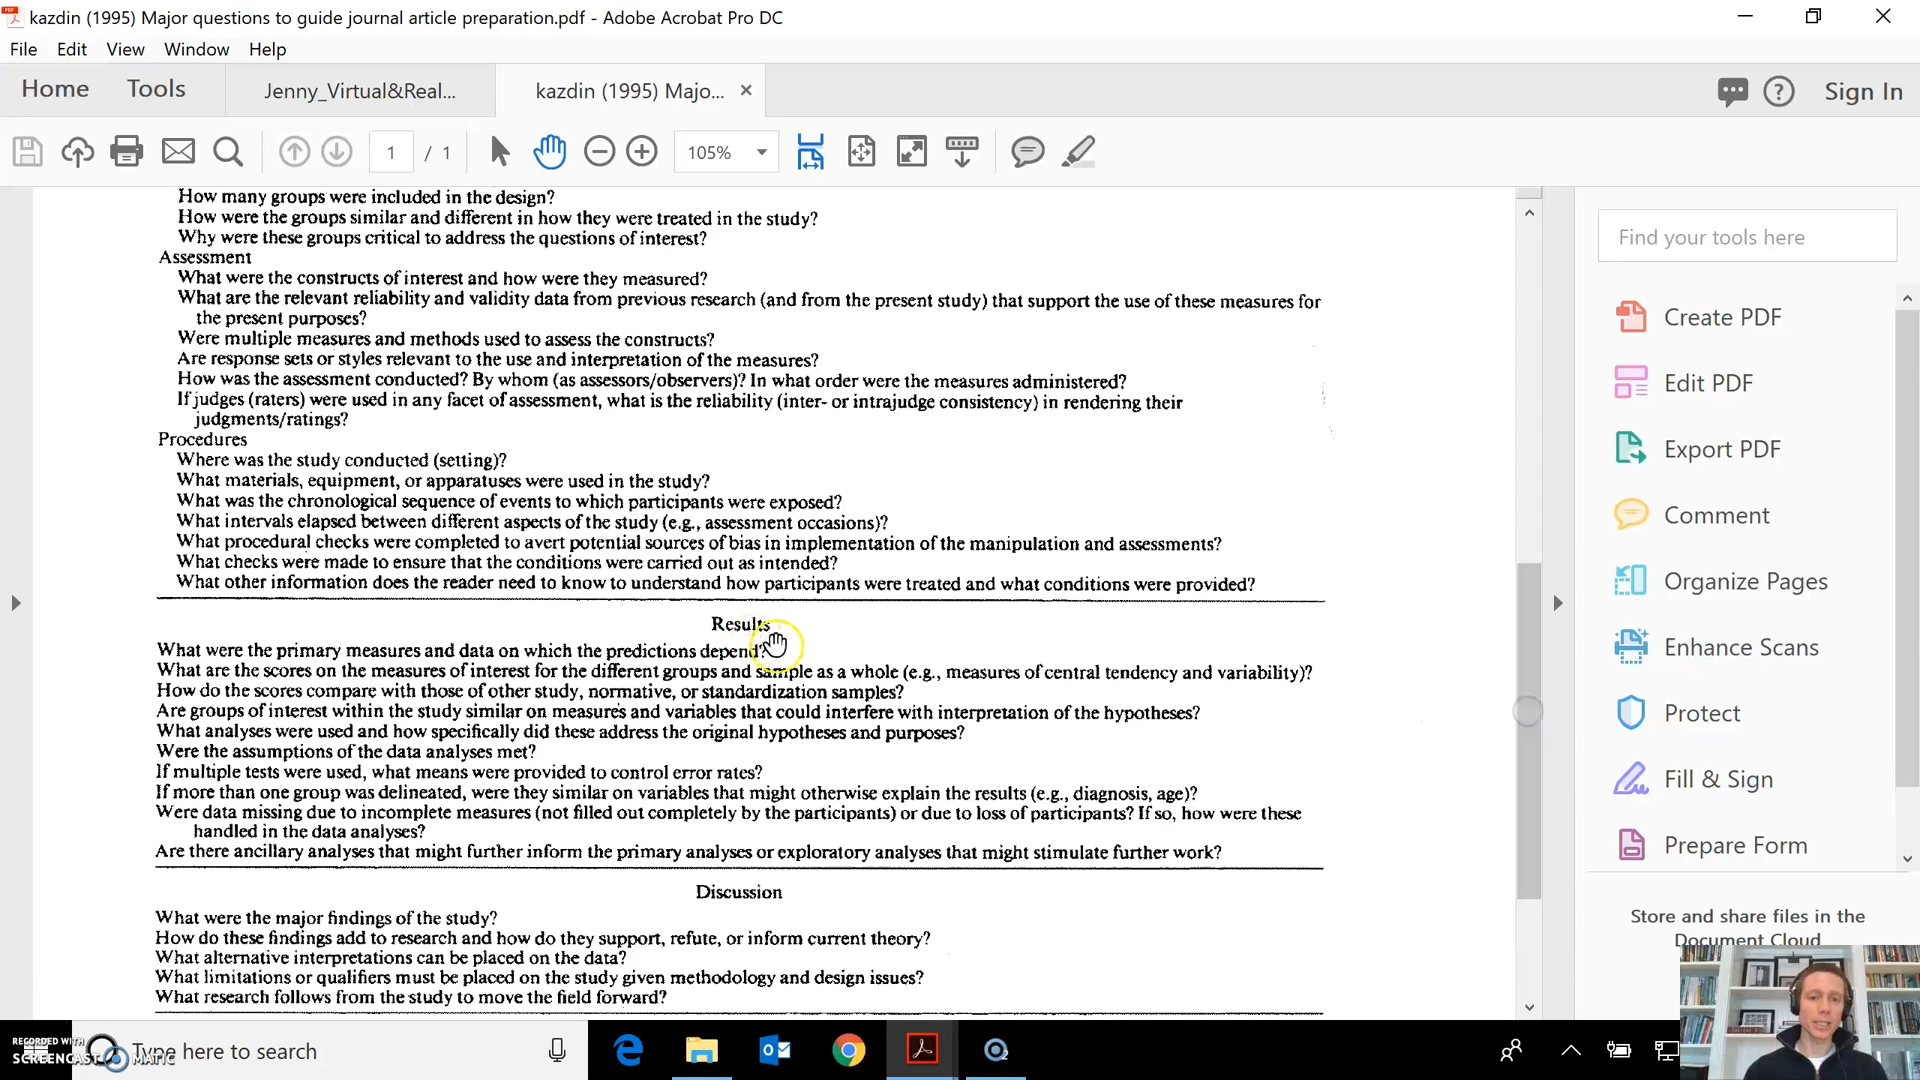 kazdin (1995) Major questions to guide journal article preparation.pdf - Adobe Acrobat Pro DC
File Edit View Window Help
Home Tools Jenny_Virtual&Real... kazdin (1995) Majo... Sign In
1 / 1 105%
How many groups were included in the design?
How were the groups similar and different in how they were treated in the study?
Why were these groups critical to address the questions of interest?
Assessment
What were the constructs of interest and how were they measured?
What are the relevant reliability and validity data from previous research (and from the present study) that support the use of these measures for
the present purposes?
Were multiple measures and methods used to assess the constructs?
Are response sets or styles relevant to the use and interpretation of the measures?
How was the assessment conducted? By whom (as assessors/observers)? In what order were the measures administered?
If judges (raters) were used in any facet of assessment, what is the reliability (inter- or intrajudge consistency) in rendering their
judgments/ratings?
Procedures
Where was the study conducted (setting)?
What materials, equipment, or apparatuses were used in the study?
What was the chronological sequence of events to which participants were exposed?
What intervals elapsed between different aspects of the study (e.g., assessment occasions)?
What procedural checks were completed to avert potential sources of bias in implementation of the manipulation and assessments?
What checks were made to ensure that the conditions were carried out as intended?
What other information does the reader need to know to understand how participants were treated and what conditions were provided?
Results
What were the primary measures and data on which the predictions depend?
What are the scores on the measures of interest for the different groups and sample as a whole (e.g., measures of central tendency and variability)?
How do the scores compare with those of other study, normative, or standardization samples?
Are groups of interest within the study similar on measures and variables that could interfere with interpretation of the hypotheses?
What analyses were used and how specifically did these address the original hypotheses and purposes?
Were the assumptions of the data analyses met?
If multiple tests were used, what means were provided to control error rates?
If more than one group was delineated, were they similar on variables that might otherwise explain the results (e.g., diagnosis, age)?
Were data missing due to incomplete measures (not filled out completely by the participants) or due to loss of participants? If so, how were these
handled in the data analyses?
Are there ancillary analyses that might further inform the primary analyses or exploratory analyses that might stimulate further work?
Discussion
What were the major findings of the study?
How do these findings add to research and how do they support, refute, or inform current theory?
What alternative interpretations can be placed on the data?
What limitations or qualifiers must be placed on the study given methodology and design issues?
What research follows from the study to move the field forward?
Find your tools here
Create PDF
Edit PDF
Export PDF
Comment
Organize Pages
Enhance Scans
Protect
Fill & Sign
Prepare Form
Store and share files in the
Document Cloud
RECORDED WITH
SCREENCAST MATIC
Type here to search